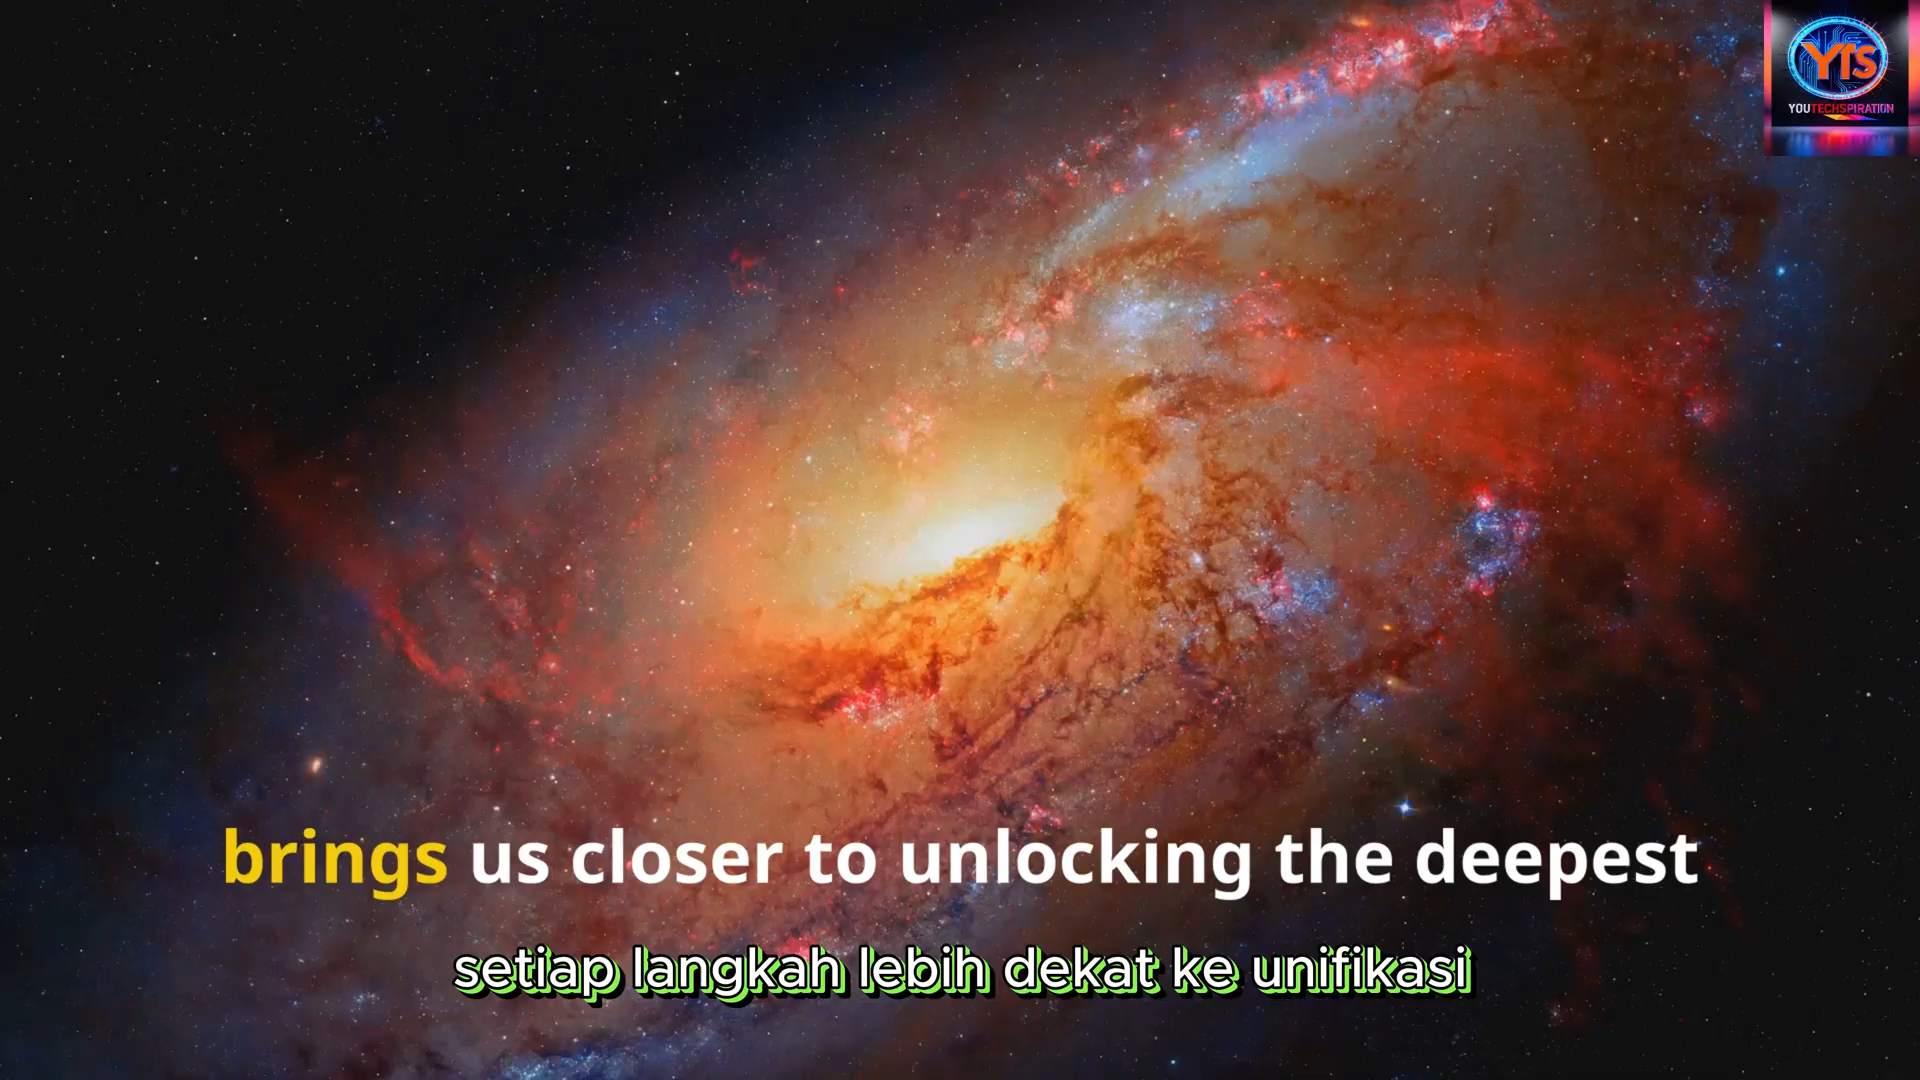 YTS
YOUTECHSPIRATION
brings us closer to unlocking the deepest
setiap langkah lebih dekat ke unifikasi